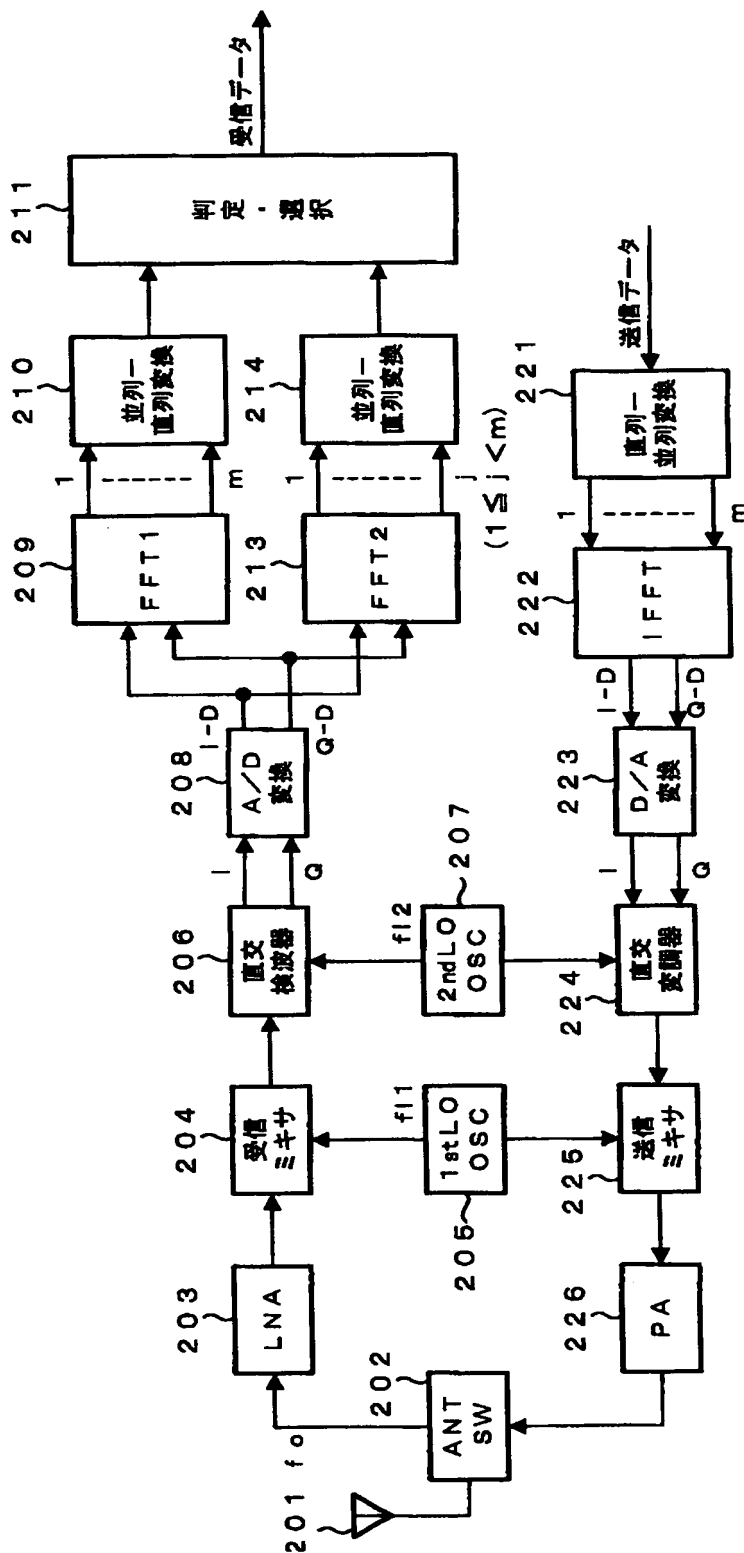 201
f o
202
ANT
SW
203
LNA
204
受信
ミキサ
205
1stLO
OSC
fl1
206
直交
検波器
207
2ndLO
OSC
fl2
I
Q
208
A/D
変換
I-D
Q-D
209
FFT1
1
m
210
並列-
直列変換
211
判定・選択
受信データ
213
FFT2
1
j
(1≦j<m)
214
並列-
直列変換
送信データ
221
直列-
並列変換
1
m
222
IFFT
I-D
Q-D
223
D/A
変換
I
Q
224
直交
変調器
225
送信
ミキサ
226
PA